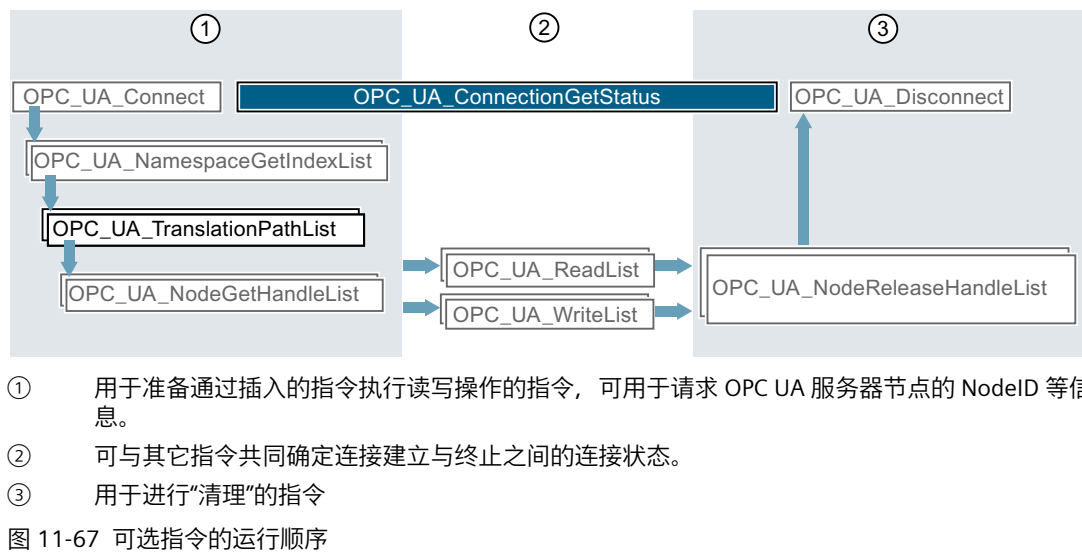 ① ② ③
OPC_UA_Connect OPC_UA_ConnectionGetStatus OPC_UA_Disconnect
OPC_UA_NamespaceGetIndexList
OPC_UA_TranslationPathList
OPC_UA_ReadList
OPC_UA_NodeGetHandleList OPC_UA_NodeReleaseHandleList
OPC_UA_WriteList
① 用于准备通过插入的指令执行读写操作的指令，可用于请求 OPC UA 服务器节点的 NodeID 等信
息。
② 可与其它指令共同确定连接建立与终止之间的连接状态。
③ 用于进行“清理”的指令
图 11-67 可选指令的运行顺序